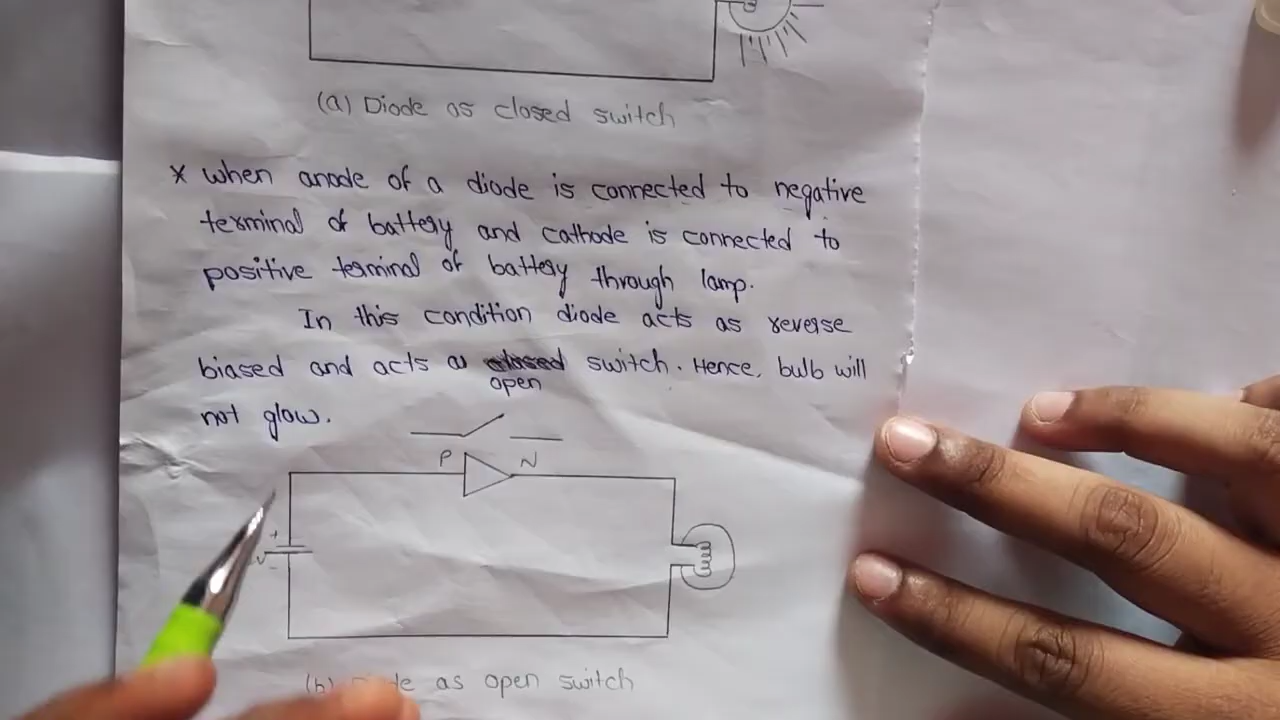 (a) Diode as closed switch
* When anode of a diode is connected to negative
terminal of battery and cathode is connected to
positive terminal of battery through lamp.
In this condition diode acts as reverse
biased and acts a closed switch. Hence, bulb will
open
not glow.
P N
+
V
-
(b) as open switch